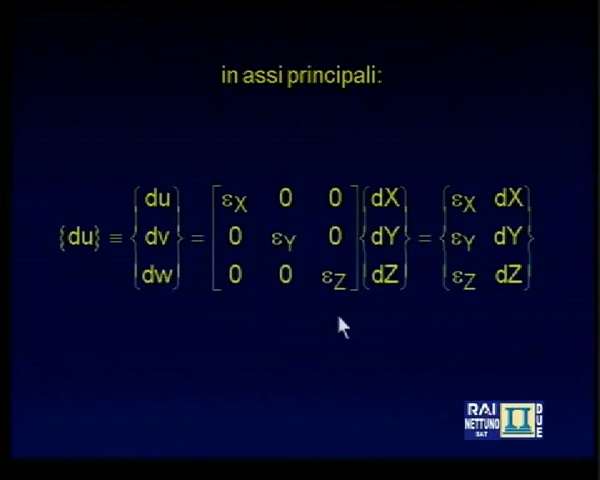 in assi principali:
{du} ≡ {du dv dw} = [εX 0 0; 0 εY 0; 0 0 εZ] {dX dY dZ} = {εX dX εY dY εZ dZ}
RAI
NETTUNO
SAT
DUE